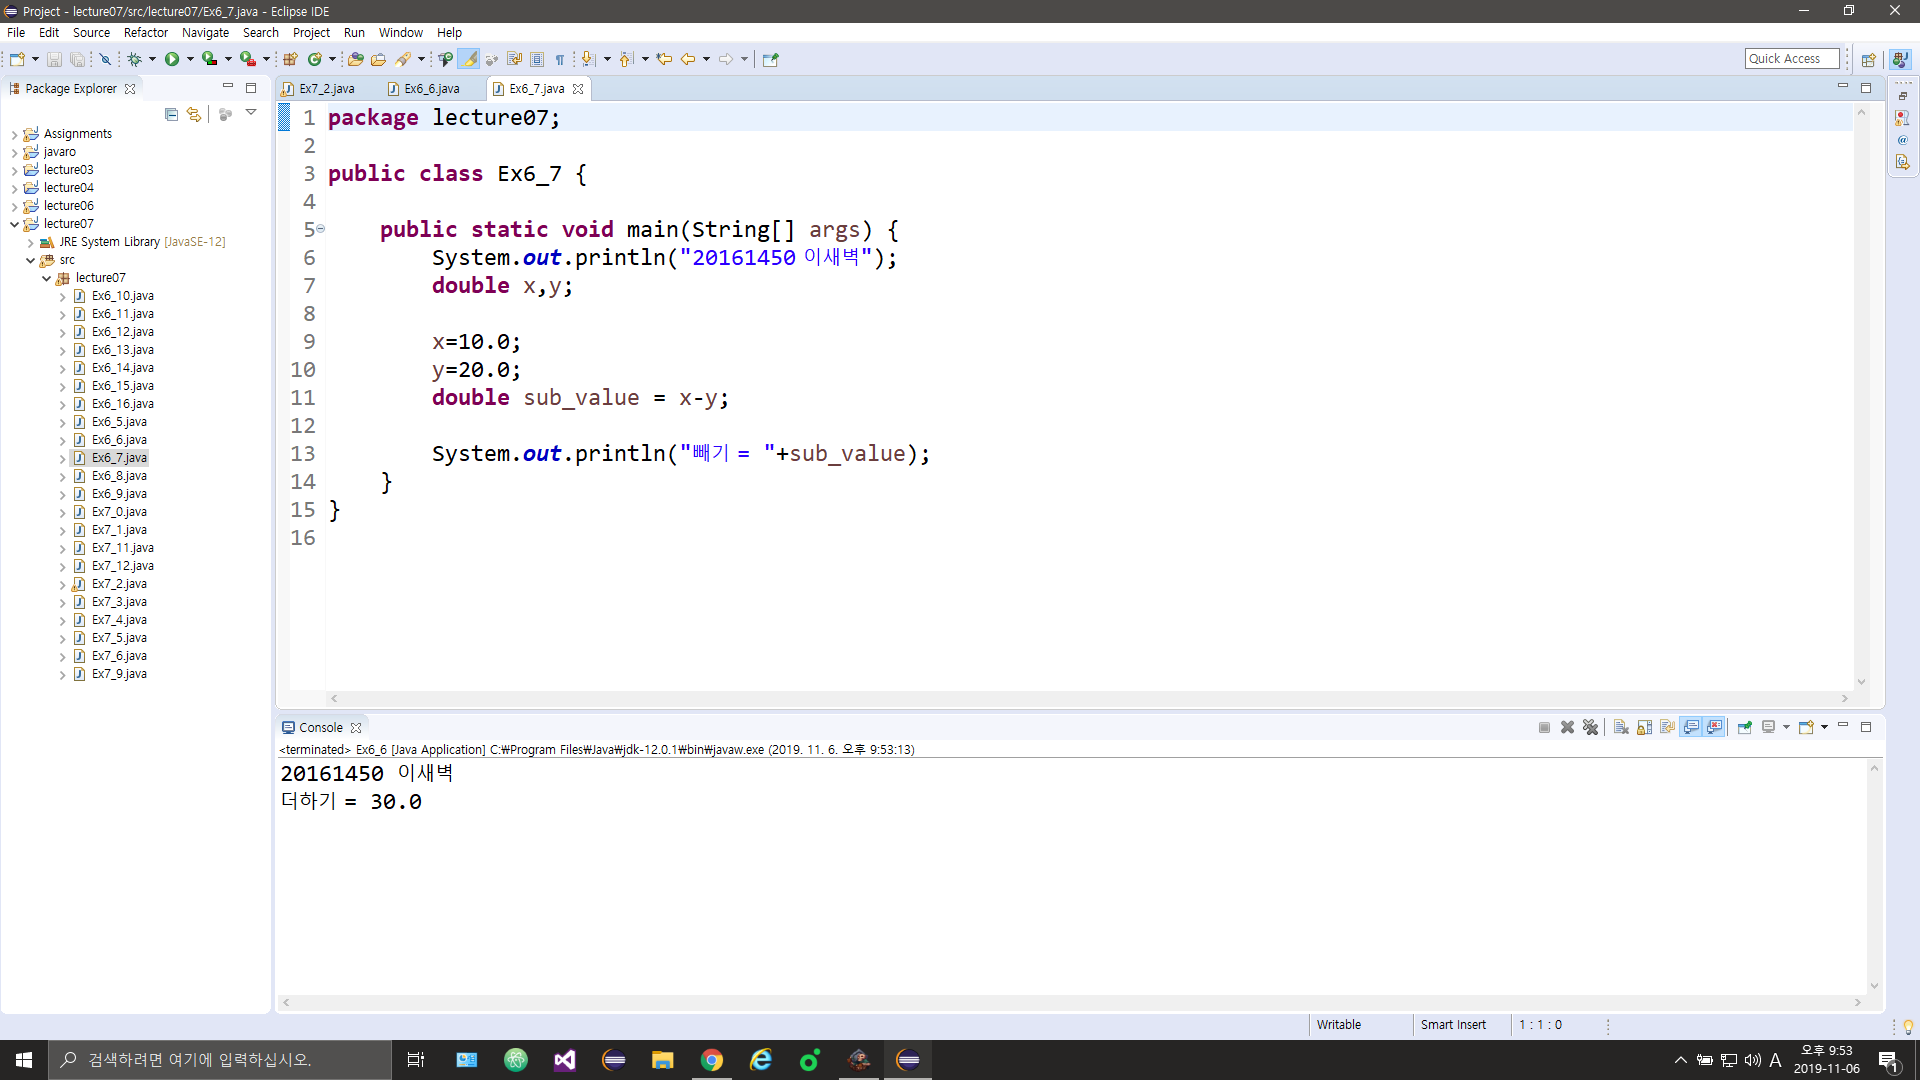 Project - lecture07/src/lecture07/Ex6_7.java - Eclipse IDE
File Edit Source Refactor Navigate Search Project Run Window Help
Quick Access
Package Explorer
Assignments
javaro
lecture03
lecture04
lecture06
lecture07
JRE System Library [JavaSE-12]
src
lecture07
Ex6_10.java
Ex6_11.java
Ex6_12.java
Ex6_13.java
Ex6_14.java
Ex6_15.java
Ex6_16.java
Ex6_5.java
Ex6_6.java
Ex6_7.java
Ex6_8.java
Ex6_9.java
Ex7_0.java
Ex7_1.java
Ex7_11.java
Ex7_12.java
Ex7_2.java
Ex7_3.java
Ex7_4.java
Ex7_5.java
Ex7_6.java
Ex7_9.java
Ex7_2.java Ex6_6.java Ex6_7.java
1 package lecture07;
2
3 public class Ex6_7 {
4
5 public static void main(String[] args) {
6 System.out.println("20161450 이새벽");
7 double x,y;
8
9 x=10.0;
10 y=20.0;
11 double sub_value = x-y;
12
13 System.out.println("빼기 = "+sub_value);
14 }
15 }
16
Console
<terminated> Ex6_6 [Java Application] C:₩Program Files₩Java₩jdk-12.0.1₩bin₩javaw.exe (2019. 11. 6. 오후 9:53:13)
20161450 이새벽
더하기 = 30.0
Writable Smart Insert 1 : 1 : 0
검색하려면 여기에 입력하십시오.
A
오후 9:53
2019-11-06
1